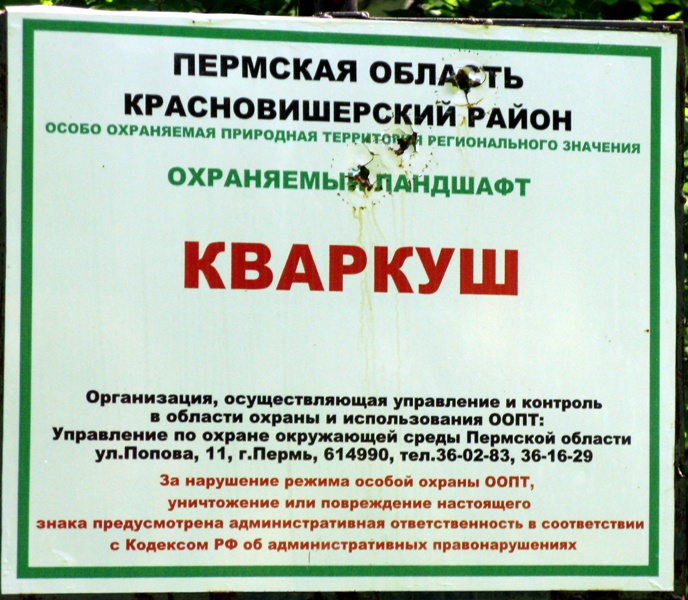 ПЕРМСКАЯ ОБЛАСТЬ
КРАСНОВИШЕРСКИЙ РАЙОН
ОСОБО ОХРАНЯЕМАЯ ПРИРОДНАЯ ТЕРРИТОРИЯ РЕГИОНАЛЬНОГО ЗНАЧЕНИЯ
ОХРАНЯЕМЫЙ ЛАНДШАФТ
КВАРКУШ
Организация, осуществляющая управление и контроль
в области охраны и использования ООПТ:
Управление по охране окружающей среды Пермской области
ул.Попова, 11, г.Пермь, 614990, тел.36-02-83, 36-16-29
За нарушение режима особой охраны ООПТ,
уничтожение или повреждение настоящего
знака предусмотрена административная ответственность в соответствии
с Кодексом РФ об административных правонарушениях